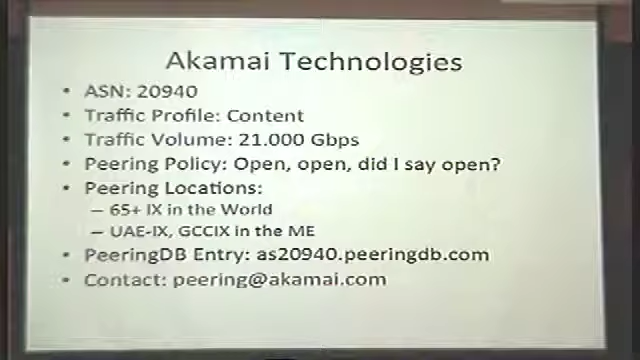 Akamai Technologies
• ASN: 20940
• Traffic Profile: Content
• Traffic Volume: 21.000 Gbps
• Peering Policy: Open, open, did I say open?
• Peering Locations:
– 65+ IX in the World
– UAE-IX, GCCIX in the ME
• PeeringDB Entry: as20940.peeringdb.com
• Contact: peering@akamai.com